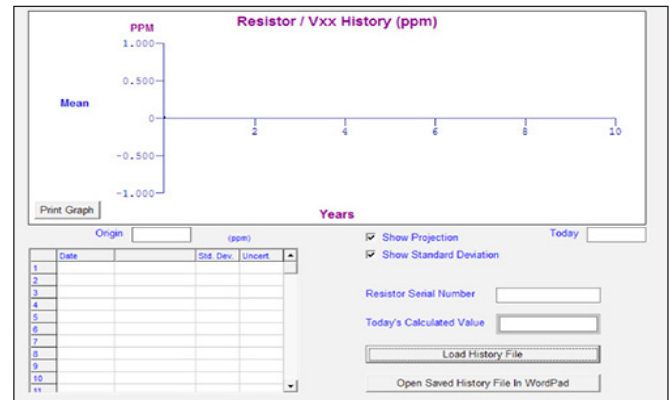 Resistor / Vxx History (ppm)
PPM
1.000
0.500
Mean
0
2
4
6
8
10
-0.500
-1.000
Print Graph
Years
Origin
(ppm)
Show Projection
Today
Date
Std. Dev.
Uncert.
Show Standard Deviation
1
2
3
4
5
6
7
8
9
10
11
Resistor Serial Number
Today's Calculated Value
Load History File
Open Saved History File In WordPad